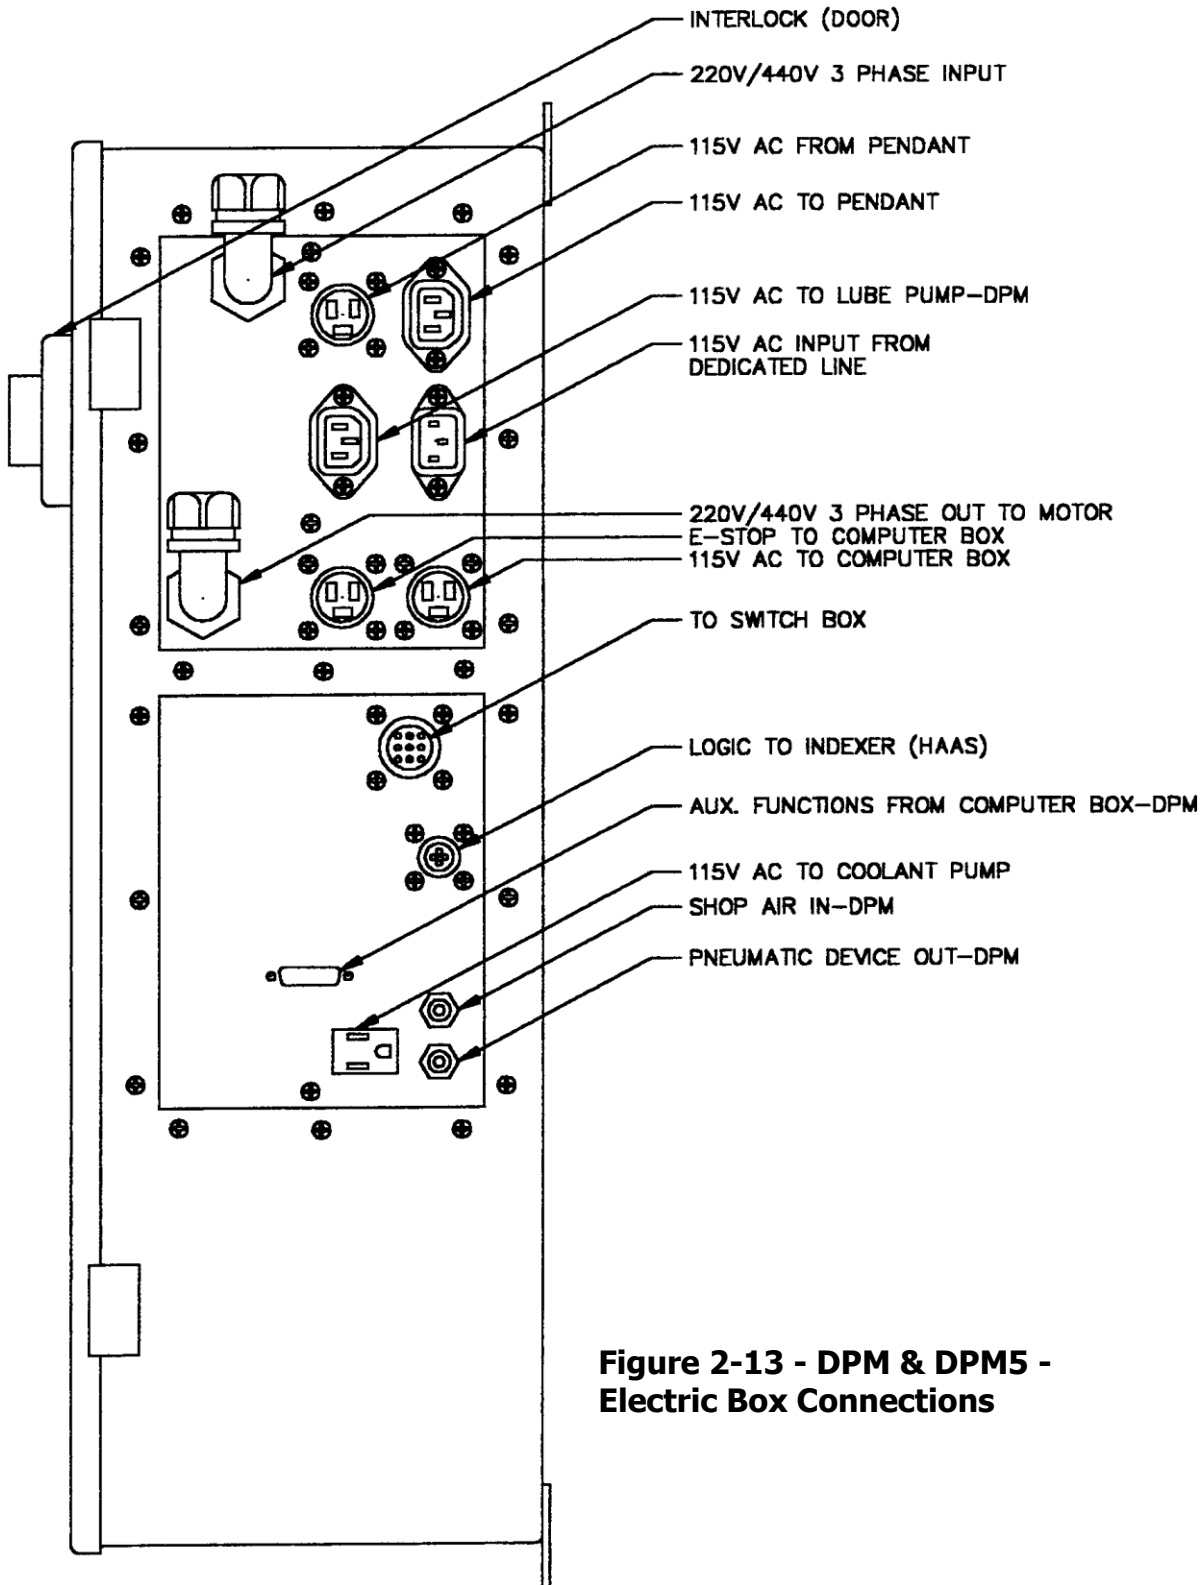 INTERLOCK (DOOR)
220V/440V 3 PHASE INPUT
115V AC FROM PENDANT
115V AC TO PENDANT
115V AC TO LUBE PUMP-DPM
115V AC INPUT FROM
DEDICATED LINE
220V/440V 3 PHASE OUT TO MOTOR
E-STOP TO COMPUTER BOX
115V AC TO COMPUTER BOX
TO SWITCH BOX
LOGIC TO INDEXER (HAAS)
AUX. FUNCTIONS FROM COMPUTER BOX-DPM
115V AC TO COOLANT PUMP
SHOP AIR IN-DPM
PNEUMATIC DEVICE OUT-DPM
Figure 2-13 - DPM & DPM5 -
Electric Box Connections